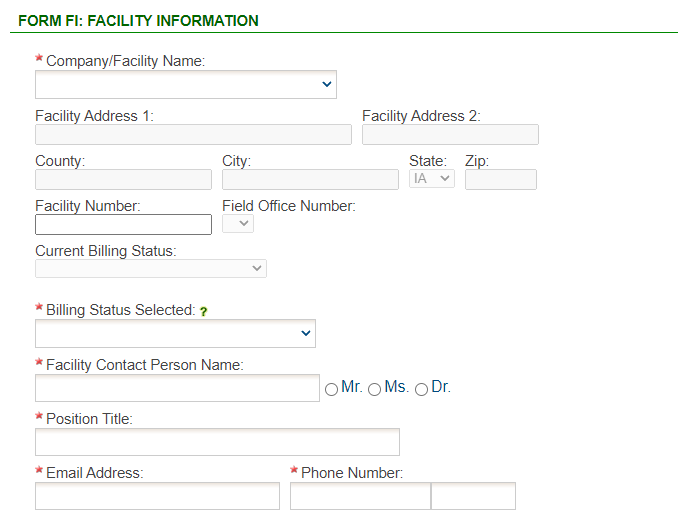 FORM FI: FACILITY INFORMATION
* Company/Facility Name:
Facility Address 1: Facility Address 2:
County: City: State: Zip:
IA
Facility Number: Field Office Number:
Current Billing Status:
* Billing Status Selected: ?
* Facility Contact Person Name:
Mr. Ms. Dr.
* Position Title:
* Email Address: * Phone Number: